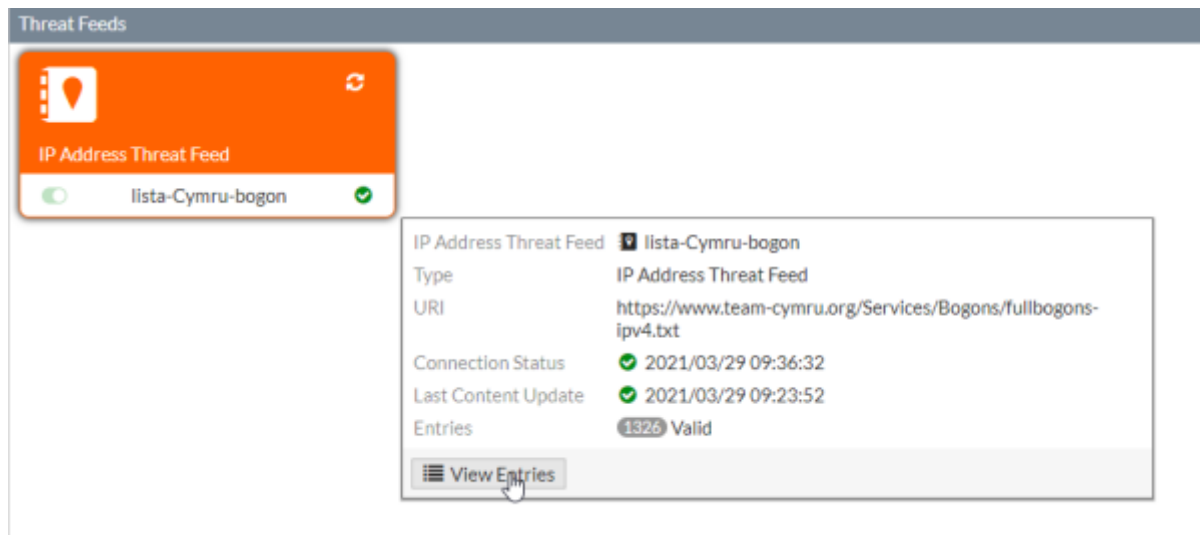 Threat Feeds
IP Address Threat Feed
lista-Cymru-bogon
IP Address Threat Feed lista-Cymru-bogon
Type IP Address Threat Feed
URI https://www.team-cymru.org/Services/Bogons/fullbogons-
ipv4.txt
Connection Status 2021/03/29 09:36:32
Last Content Update 2021/03/29 09:23:52
Entries 1326 Valid
View Entries